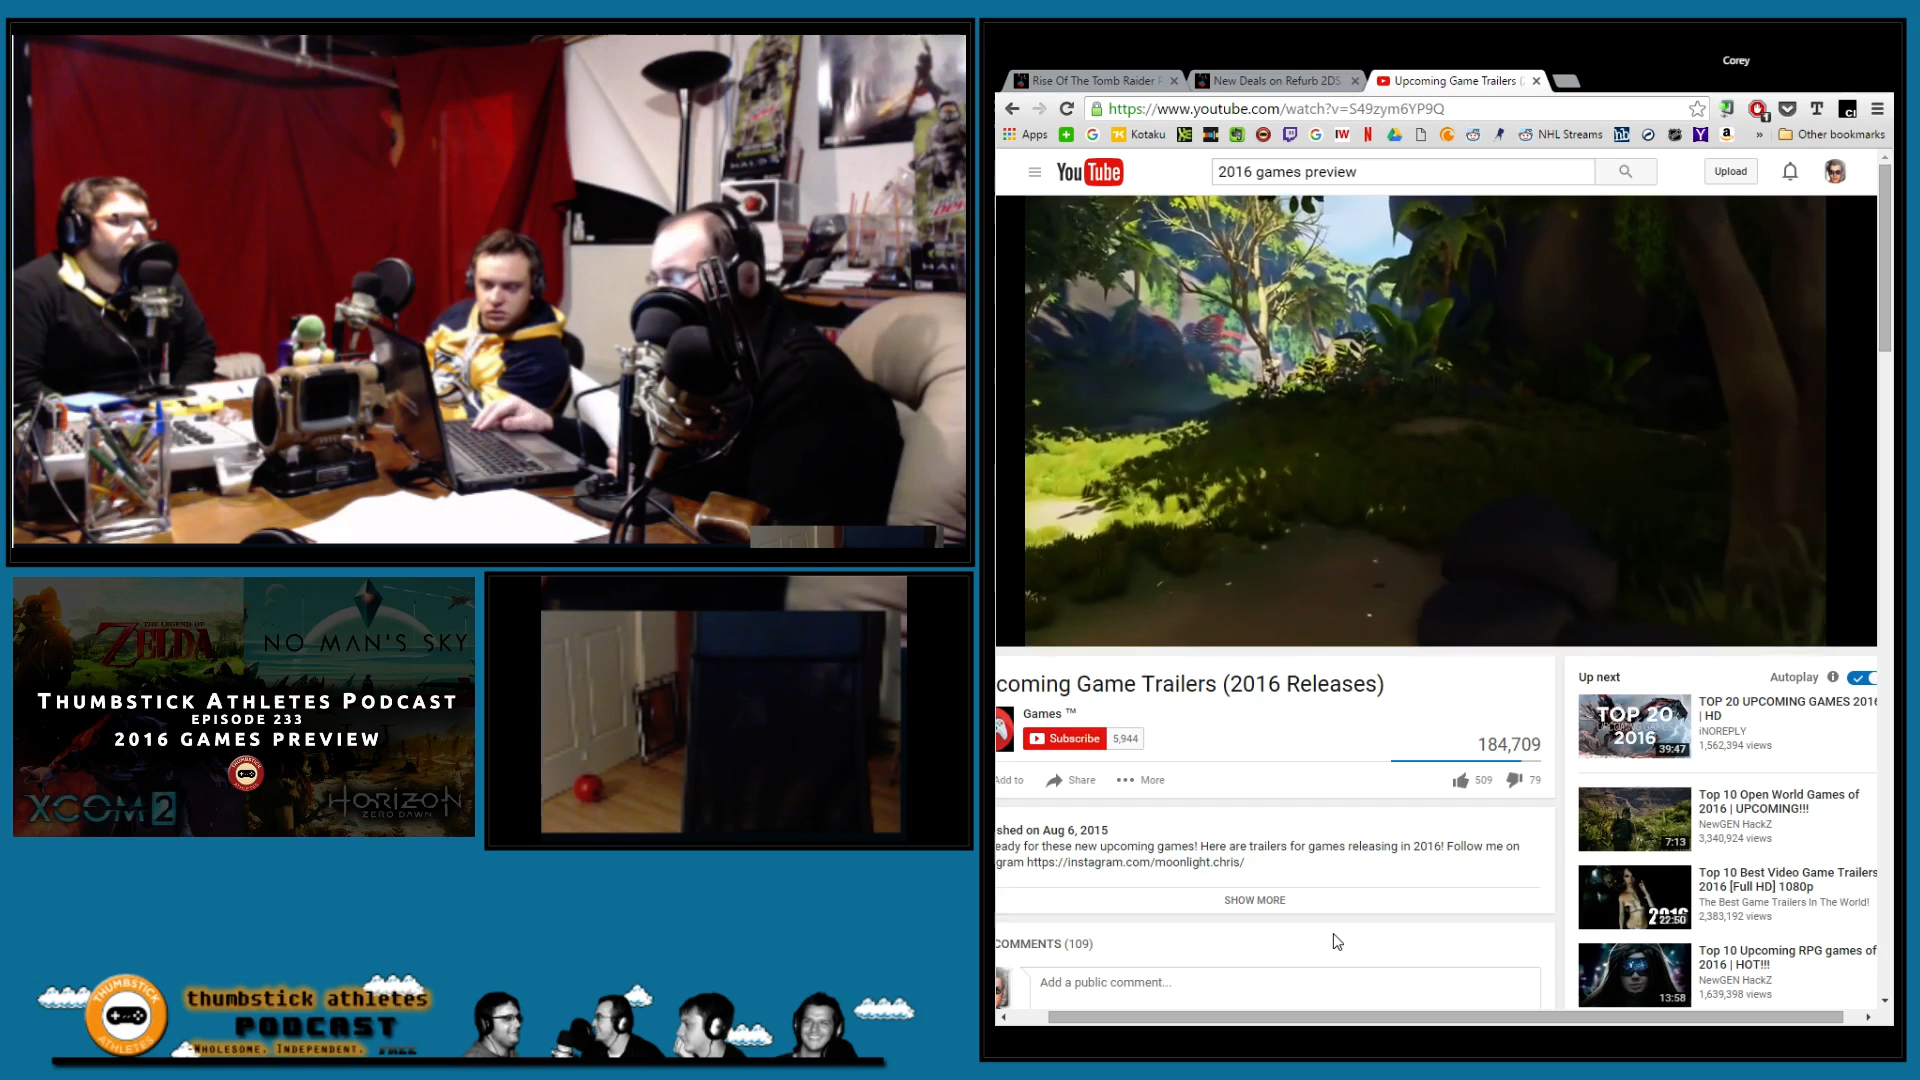 Corey
Rise Of The Tomb Raider
New Deals on Refurb 2DS
Upcoming Game Trailers (
https://www.youtube.com/watch?v=S49zym6YP9Q
Apps
Kotaku
IW
NHL Streams
Other bookmarks
YouTube
2016 games preview
Upload
coming Game Trailers (2016 Releases)
Games ™
Subscribe 5,944
184,709
Add to Share More 509 79
shed on Aug 6, 2015
eady for these new upcoming games! Here are trailers for games releasing in 2016! Follow me on
gram https://instagram.com/moonlight.chris/
SHOW MORE
COMMENTS (109)
Add a public comment...
Up next Autoplay
TOP 20
2016
39:47
TOP 20 UPCOMING GAMES 2016
| HD
iNOREPLY
1,562,394 views
7:13
Top 10 Open World Games of
2016 | UPCOMING!!!
NewGEN HackZ
3,340,924 views
2016
22:50
Top 10 Best Video Game Trailers
2016 [Full HD] 1080p
The Best Game Trailers In The World!
2,383,192 views
13:58
Top 10 Upcoming RPG games of
2016 | HOT!!!
NewGEN HackZ
1,639,398 views
THE LEGEND OF
ZELDA
NO MAN'S SKY
THUMBSTICK ATHLETES PODCAST
EPISODE 233
2016 GAMES PREVIEW
XCOM 2
HORIZON
ZERO DAWN
THUMBSTICK
ATHLETES
thumbstick athletes
PODCAST
WHOLESOME. INDEPENDENT. FREE